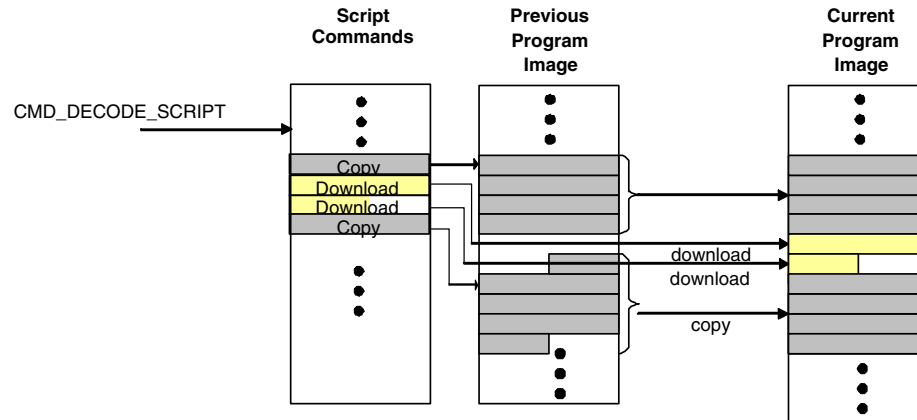 Script
Commands
Previous
Program
Image
Current
Program
Image
CMD_DECODE_SCRIPT
Copy
Download
Download
Copy
download
download
copy